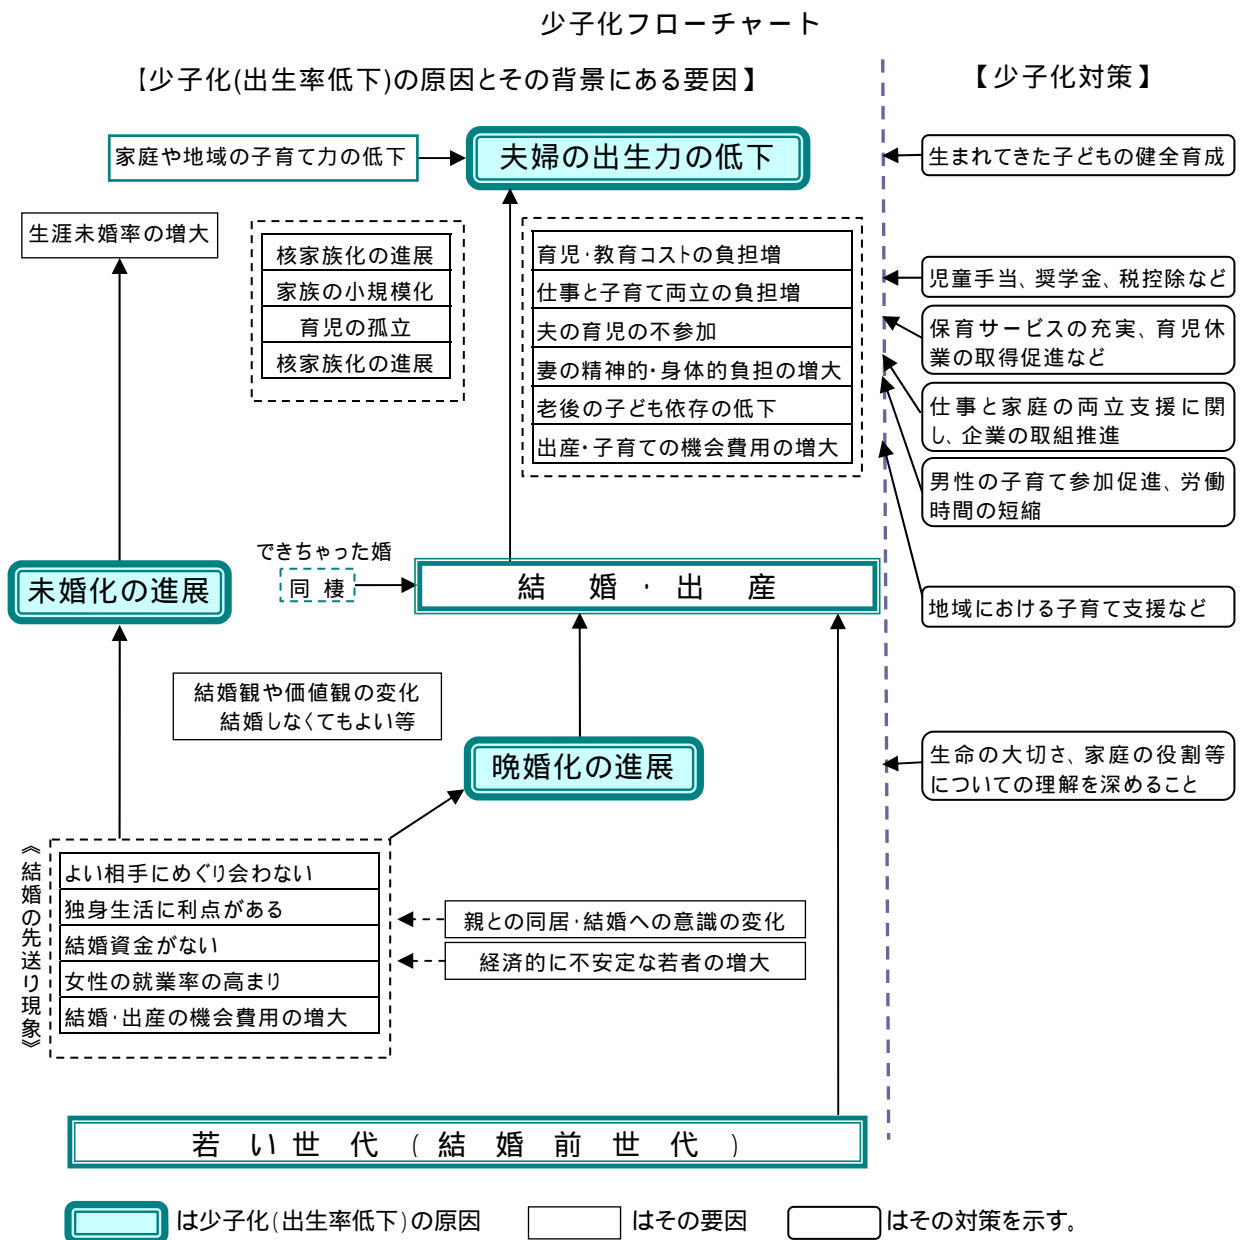 少子化フローチャート
【少子化(出生率低下)の原因とその背景にある要因】
【少子化対策】
家庭や地域の子育て力の低下
夫婦の出生力の低下
生まれてきた子どもの健全育成
生涯未婚率の増大
核家族化の進展
家族の小規模化
育児の孤立
核家族化の進展
育児・教育コストの負担増
仕事と子育て両立の負担増
夫の育児の不参加
妻の精神的・身体的負担の増大
老後の子ども依存の低下
出産・子育ての機会費用の増大
児童手当、奨学金、税控除など
保育サービスの充実、育児休
業の取得促進など
仕事と家庭の両立支援に関
し、企業の取組推進
男性の子育て参加促進、労働
時間の短縮
地域における子育て支援など
できちゃった婚
同 棲
結 婚 ・ 出 産
未婚化の進展
結婚観や価値観の変化
結婚しなくてもよい等
晩婚化の進展
生命の大切さ、家庭の役割等
についての理解を深めること
《結婚の先送り現象》
よい相手にめぐり会わない
独身生活に利点がある
結婚資金がない
女性の就業率の高まり
結婚・出産の機会費用の増大
親との同居・結婚への意識の変化
経済的に不安定な若者の増大
若 い 世 代 ( 結 婚 前 世 代 )
は少子化(出生率低下)の原因
はその要因
はその対策を示す。